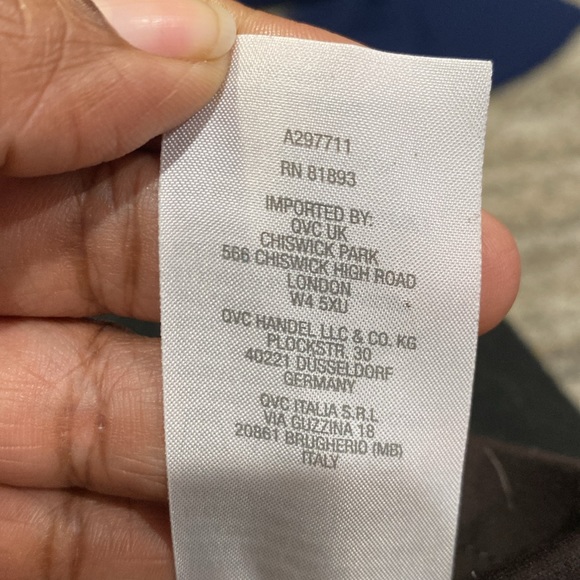 A297711
RN 81893
IMPORTED BY:
QVC UK
CHISWICK PARK
566 CHISWICK HIGH ROAD
LONDON
W4 5XU
QVC HANDEL LLC & CO. KG
PLOCKSTR. 30
40221 DÜSSELDORF
GERMANY
QVC ITALIA S.R.L
VIA GUZZINA 18
20861 BRUGHERIO (MB)
ITALY